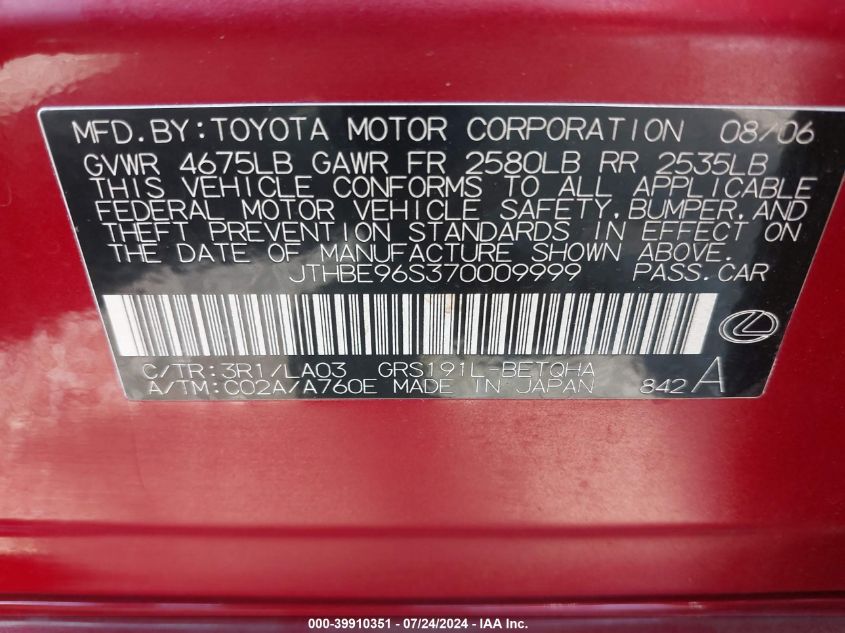 MFD. BY: TOYOTA MOTOR CORPORATION 08/06
GVWR 4675LB GAWR FR 2580LB RR 2535LB
THIS VEHICLE CONFORMS TO ALL APPLICABLE
FEDERAL MOTOR VEHICLE SAFETY, BUMPER, AND
THEFT PREVENTION STANDARDS IN EFFECT ON
THE DATE OF MANUFACTURE SHOWN ABOVE.
JTHBE96S370009999 PASS. CAR
C/TR: 3R1/LA03 GRS191L-BETQHA
A/TM: C02A/A760E MADE IN JAPAN 842 A
000-39910351 / 07/24/2024 - IAA Inc.